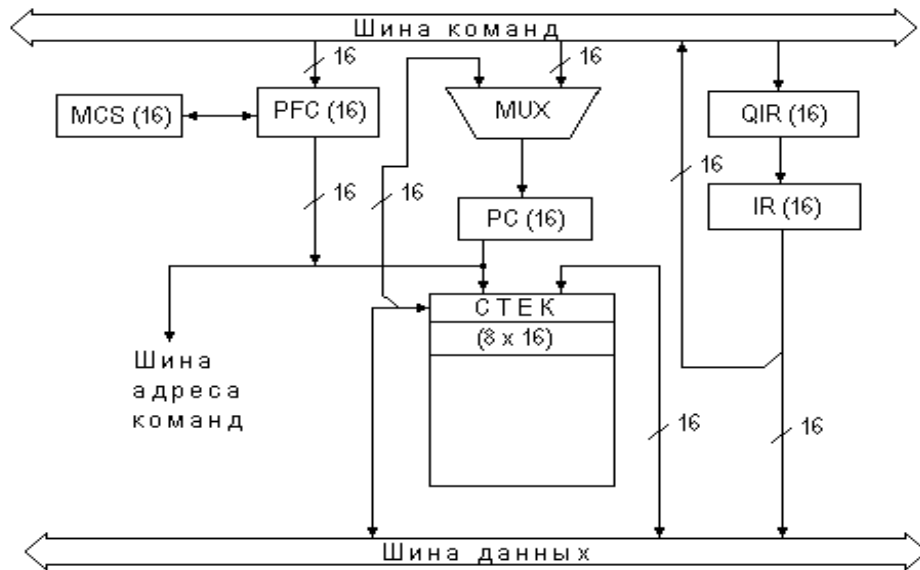 Шина команд
16
16
MCS (16)
PFC (16)
MUX
QIR (16)
16
16
16
IR (16)
PC (16)
СТЕК
(8 x 16)
Шина
адреса
команд
16
16
Шина данных